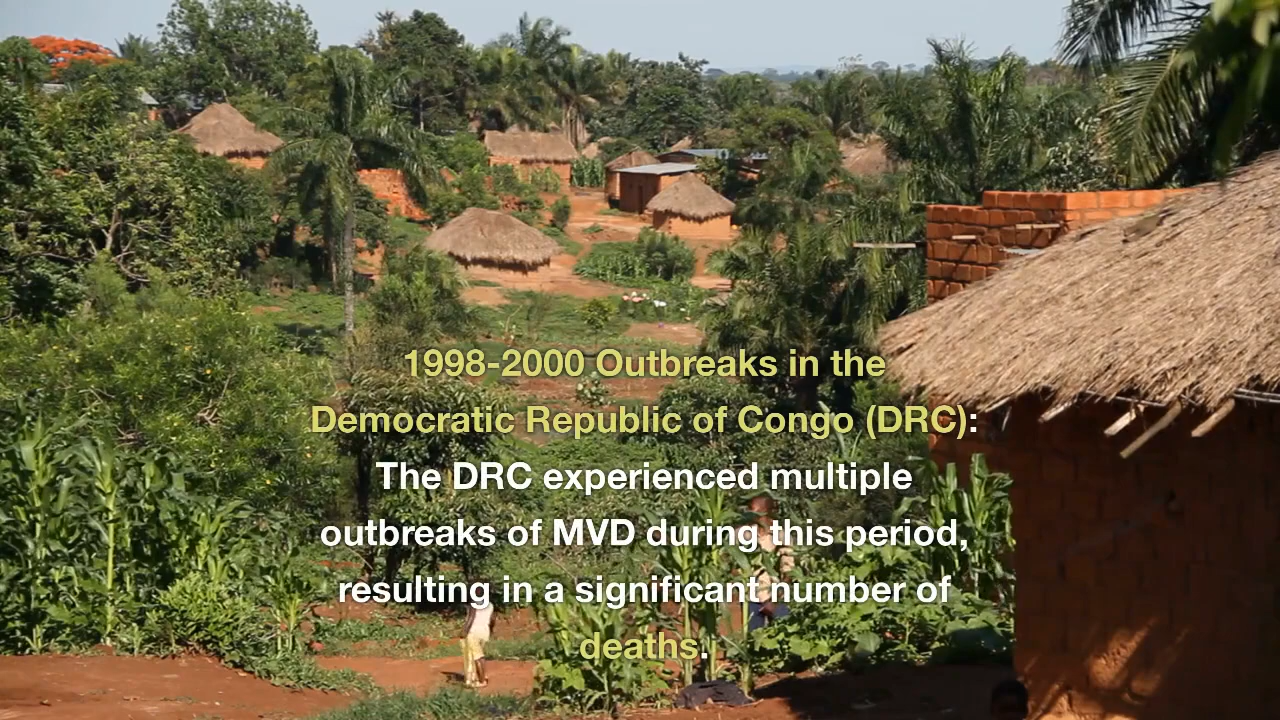 1998-2000 Outbreaks in the
Democratic Republic of Congo (DRC):
The DRC experienced multiple
outbreaks of MVD during this period,
resulting in a significant number of
deaths.